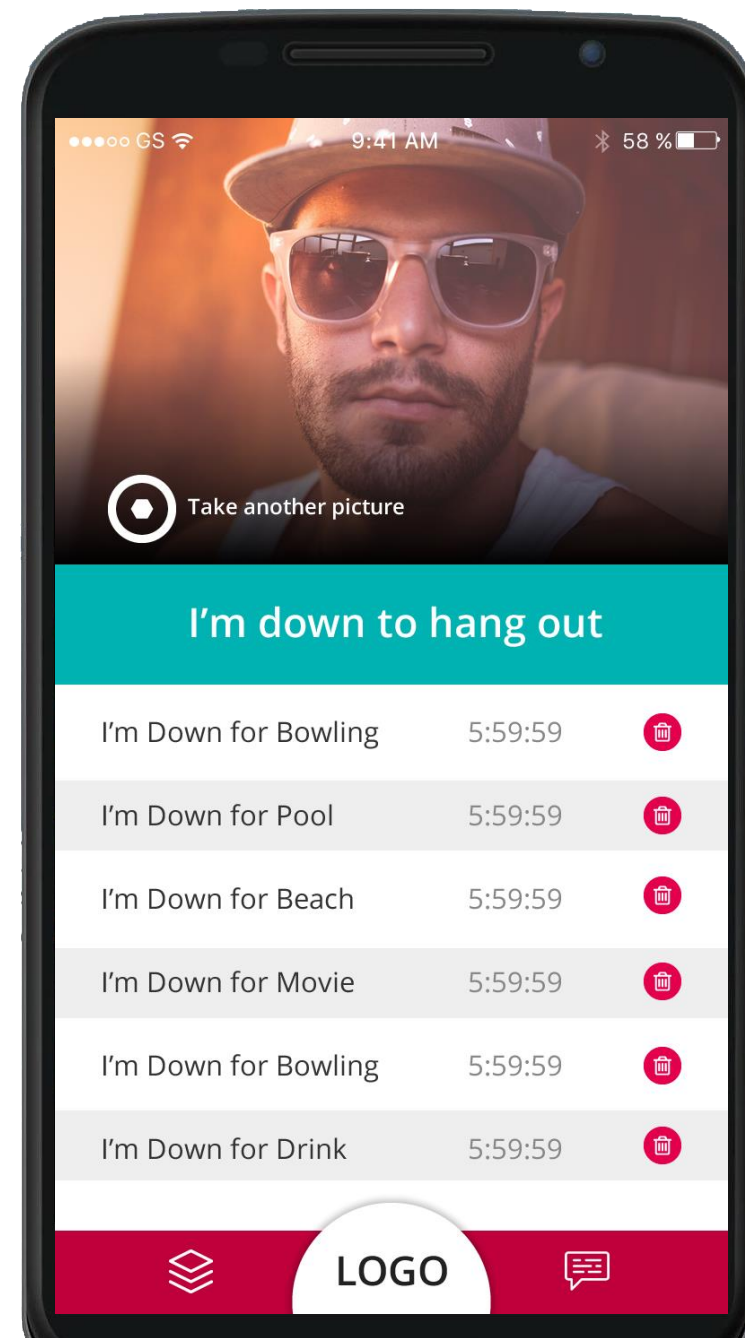 ●●●○○ GS 9:41 AM 58 %
Take another picture
I’m down to hang out
I’m Down for Bowling 5:59:59
I’m Down for Pool 5:59:59
I’m Down for Beach 5:59:59
I’m Down for Movie 5:59:59
I’m Down for Bowling 5:59:59
I’m Down for Drink 5:59:59
LOGO